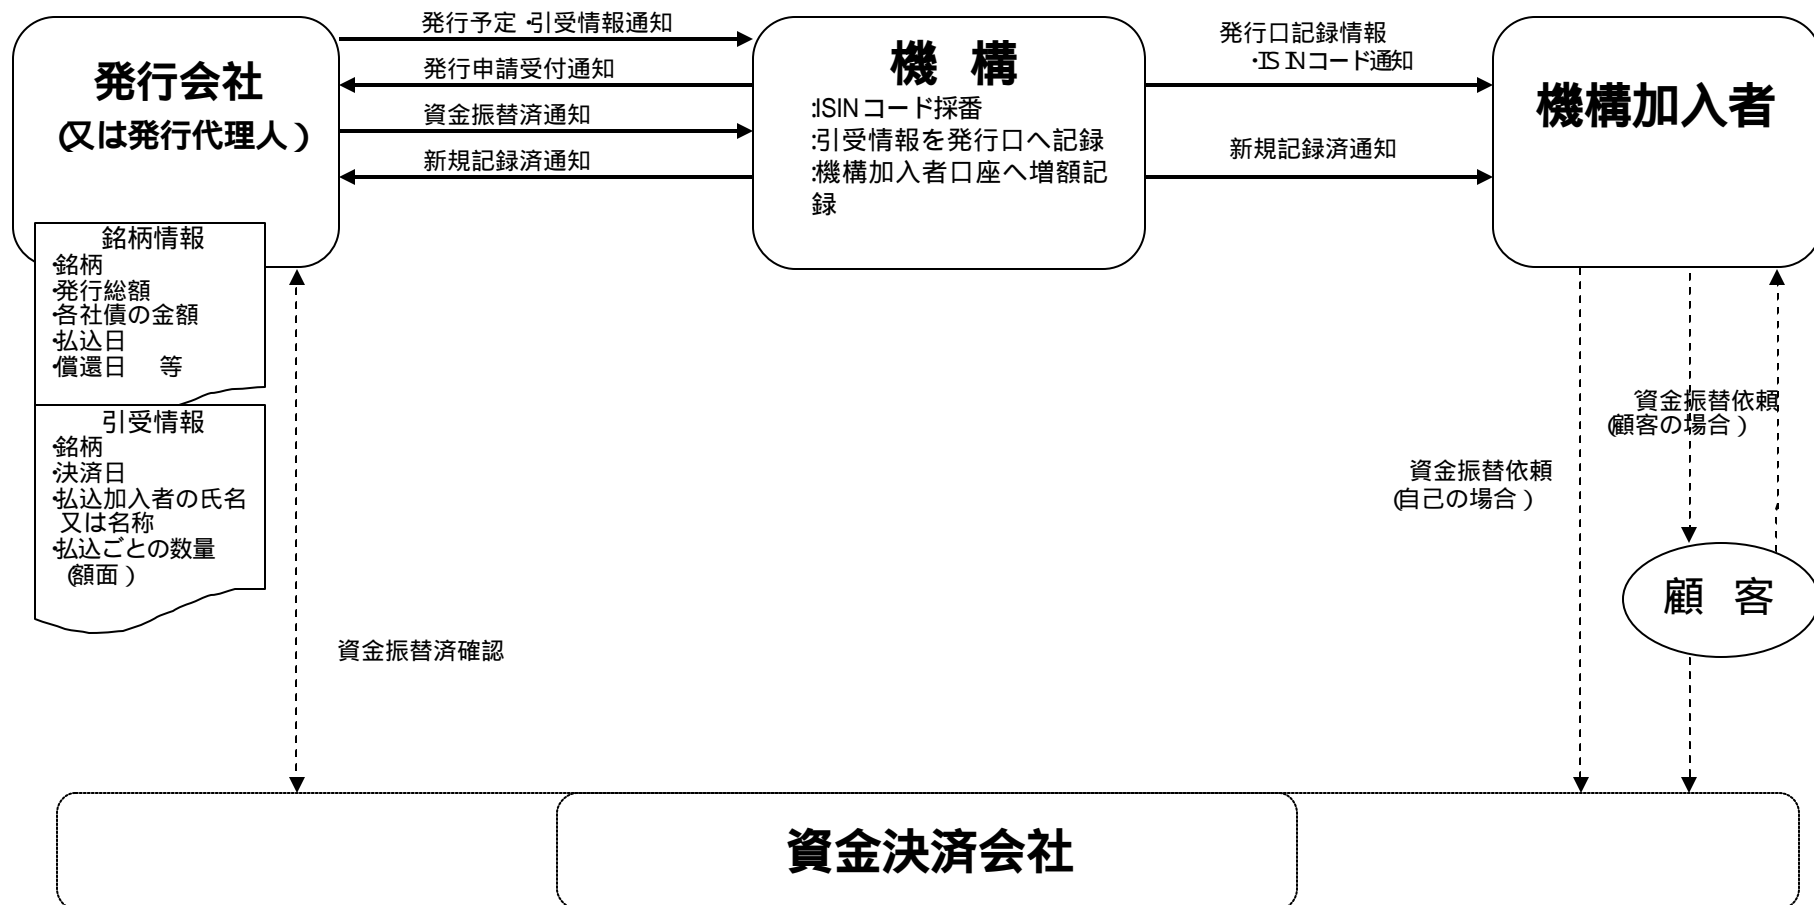 発行会社
(又は発行代理人)
発行予定・引受情報通知
発行申請受付通知
資金振替済通知
新規記録済通知
機 構
:ISINコード採番
:引受情報を発行口へ記録
:機構加入者口座へ増額記
録
発行口記録情報
・ISINコード通知
新規記録済通知
機構加入者
銘柄情報
・銘柄
・発行総額
・各社債の金額
・払込日
・償還日 等
引受情報
・銘柄
・決済日
・払込加入者の氏名
又は名称
・払込ごとの数量
(額面)
資金振替済確認
資金振替依頼
(自己の場合)
資金振替依頼
(顧客の場合)
顧 客
資金決済会社